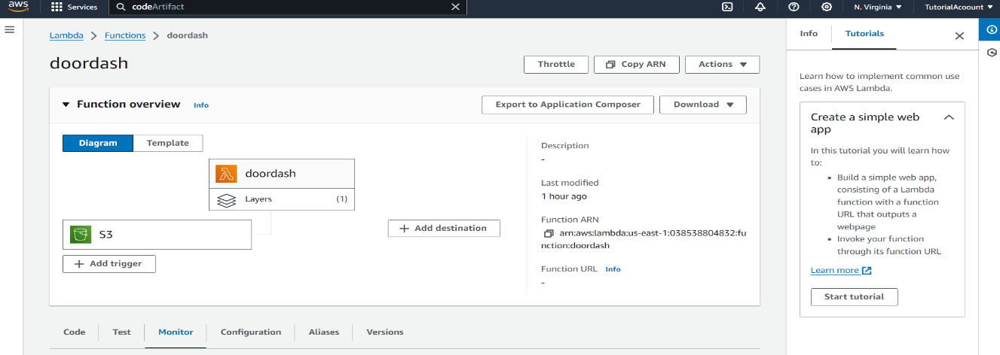 aws Services codeArtifact N. Virginia TutorialAcoount
Lambda Functions doordash
doordash
Throttle Copy ARN Actions
Function overview Info Export to Application Composer Download
Diagram Template
doordash
Layers (1)
S3
Add trigger
Add destination
Description
-
Last modified
1 hour ago
Function ARN
arn:aws:lambda:us-east-1:038538804832:fu
nction:doordash
Function URL Info
-
Code Test Monitor Configuration Aliases Versions
Info Tutorials
Learn how to implement common use
cases in AWS Lambda.
Create a simple web
app
In this tutorial you will learn how
to:
• Build a simple web app,
consisting of a Lambda
function with a function
URL that outputs a
webpage
• Invoke your function
through its function URL
Learn more
Start tutorial